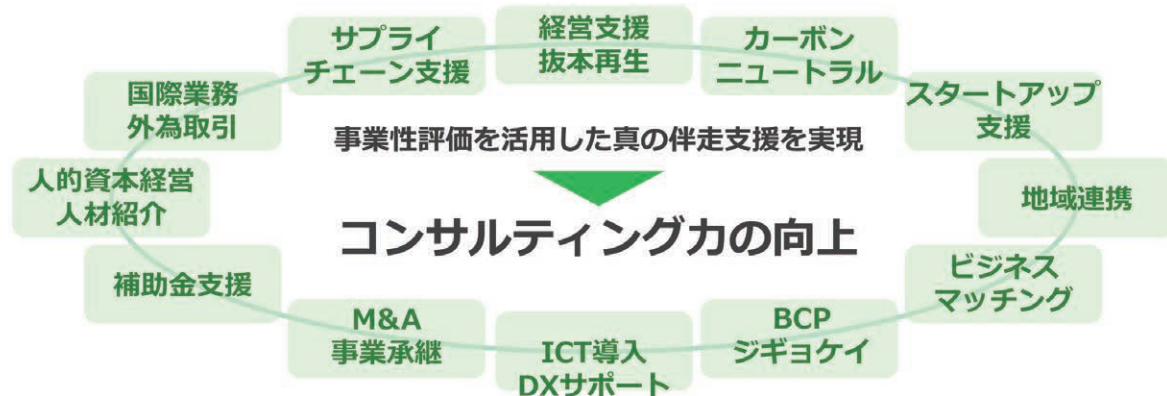 サプライ
チェーン支援
経営支援
抜本再生
カーボン
ニュートラル
国際業務
外為取引
スタートアップ
支援
事業性評価を活用した真の伴走支援を実現
人的資本経営
人材紹介
地域連携
コンサルティング力の向上
補助金支援
ビジネス
マッチング
M&A
事業承継
ICT導入
DXサポート
BCP
ジギョケイ